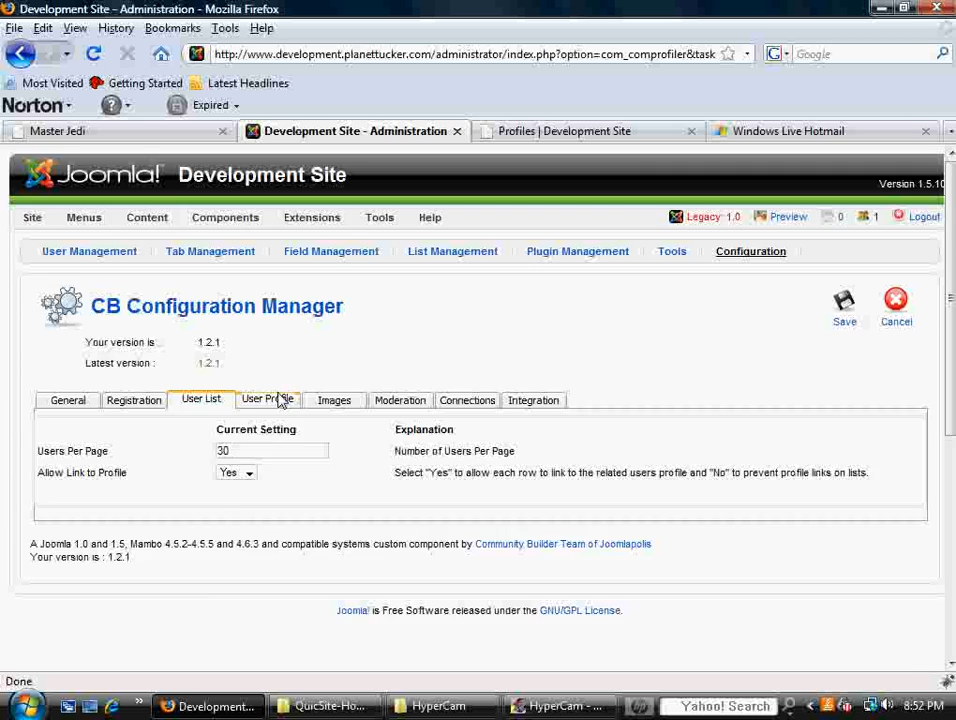 Development Site - Administration - Mozilla Firefox
File Edit View History Bookmarks Tools Help
http://www.development.planettucker.com/administrator/index.php?option=com_comprofiler&task
Google
Most Visited Getting Started Latest Headlines
Norton Expired
Master Jedi Development Site - Administration Profiles | Development Site Windows Live Hotmail
Joomla! Development Site
Version 1.5.10
Site Menus Content Components Extensions Tools Help Legacy: 1.0 Preview 0 1 Logout
User Management Tab Management Field Management List Management Plugin Management Tools Configuration
CB Configuration Manager
Save Cancel
Your version is : 1.2.1
Latest version : 1.2.1
General Registration User List User Profile Images Moderation Connections Integration
Current Setting Explanation
Users Per Page 30 Number of Users Per Page
Allow Link to Profile Yes Select "Yes" to allow each row to link to the related users profile and "No" to prevent profile links on lists.
A Joomla 1.0 and 1.5, Mambo 4.5.2-4.5.5 and 4.6.3 and compatible systems custom component by Community Builder Team of Joomlapolis
Your version is : 1.2.1
Joomla! is Free Software released under the GNU/GPL License.
Done
Development... QuicSite-Ho... HyperCam HyperCam - ... hp Yahoo! Search 8:52 PM